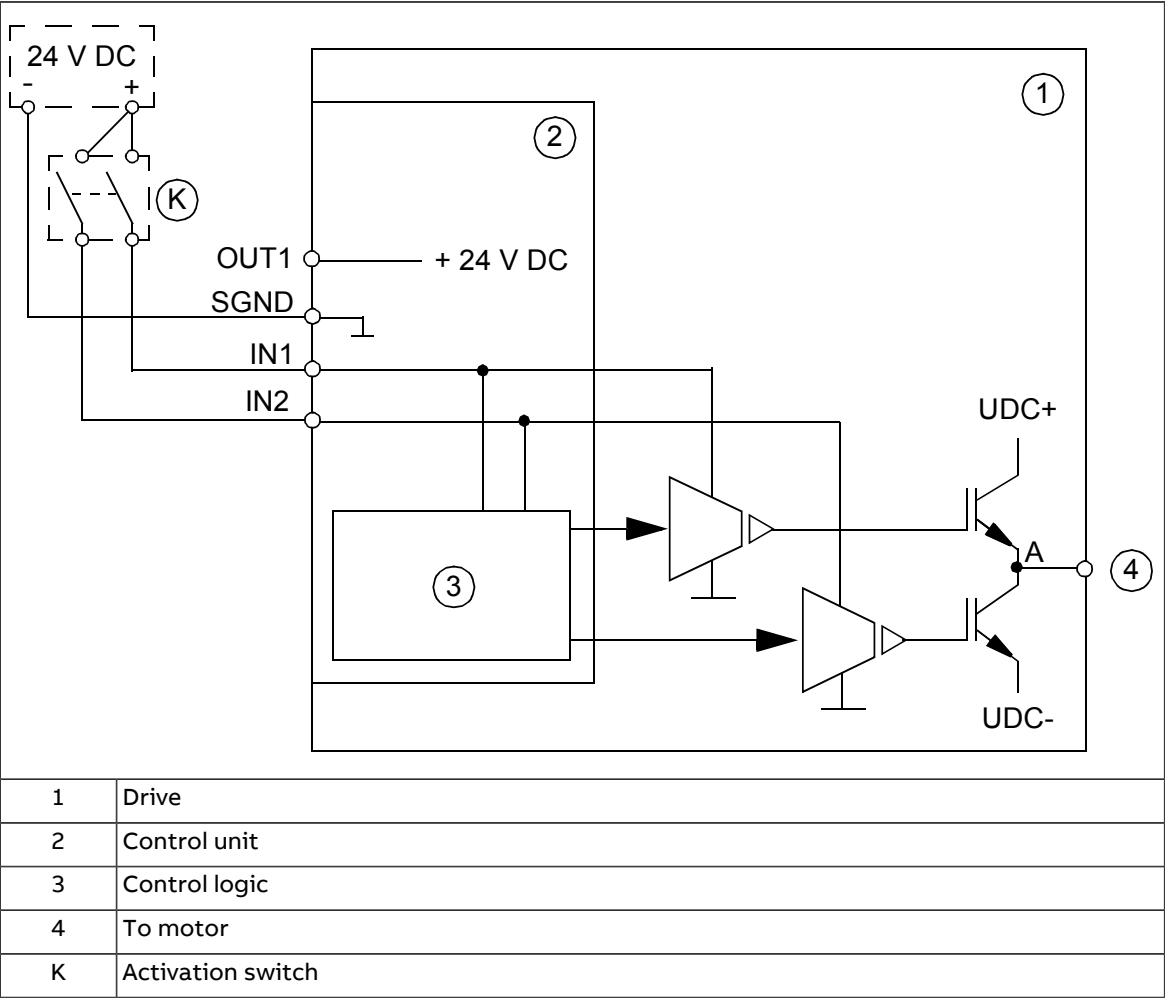 24 V DC
- +
1
2
K
OUT1
+ 24 V DC
SGND
IN1
IN2
UDC+
A
3
4
UDC-
1 Drive
2 Control unit
3 Control logic
4 To motor
K Activation switch